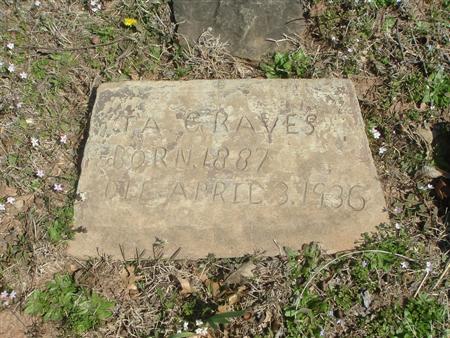 GRAVES
BORN. 1887
DIE APRIL 3. 1936